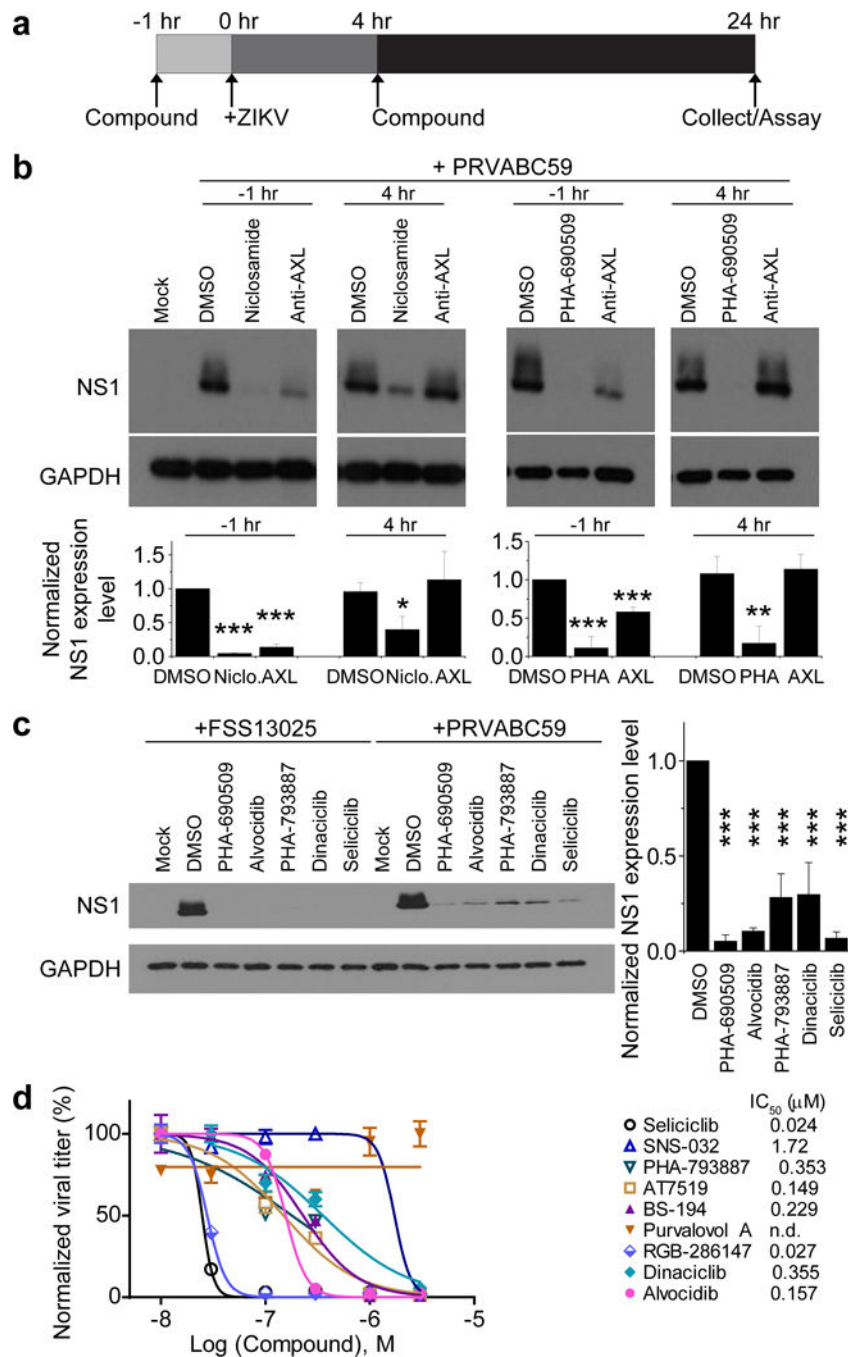 a
-1 hr 0 hr 4 hr 24 hr
Compound +ZIKV Compound Collect/Assay
b
+ PRVABC59
-1 hr 4 hr -1 hr 4 hr
Mock DMSO Niclosamide Anti-AXL DMSO Niclosamide Anti-AXL DMSO PHA-690509 Anti-AXL DMSO PHA-690509 Anti-AXL
NS1
GAPDH
-1 hr 4 hr -1 hr 4 hr
Normalized NS1 expression level
1.5 1.5
1.0 1.0
0.5 0.5
0.0 0.0
*** *** * *** *** **
DMSO Niclo. AXL DMSO Niclo. AXL DMSO PHA AXL DMSO PHA AXL
c
+FSS13025 +PRVABC59
Mock DMSO PHA-690509 Alvocidib PHA-793887 Dinaciclib Seliciclib Mock DMSO PHA-690509 Alvocidib PHA-793887 Dinaciclib Seliciclib
NS1
GAPDH
Normalized NS1 expression level
1.0
0.5
0.0
*** *** *** *** ***
DMSO PHA-690509 Alvocidib PHA-793887 Dinaciclib Seliciclib
d
Normalized viral titer (%)
100
50
0
-8 -7 -6 -5
Log (Compound), M
IC50 (µM)
Seliciclib 0.024
SNS-032 1.72
PHA-793887 0.353
AT7519 0.149
BS-194 0.229
Purvalovol A n.d.
RGB-286147 0.027
Dinaciclib 0.355
Alvocidib 0.157